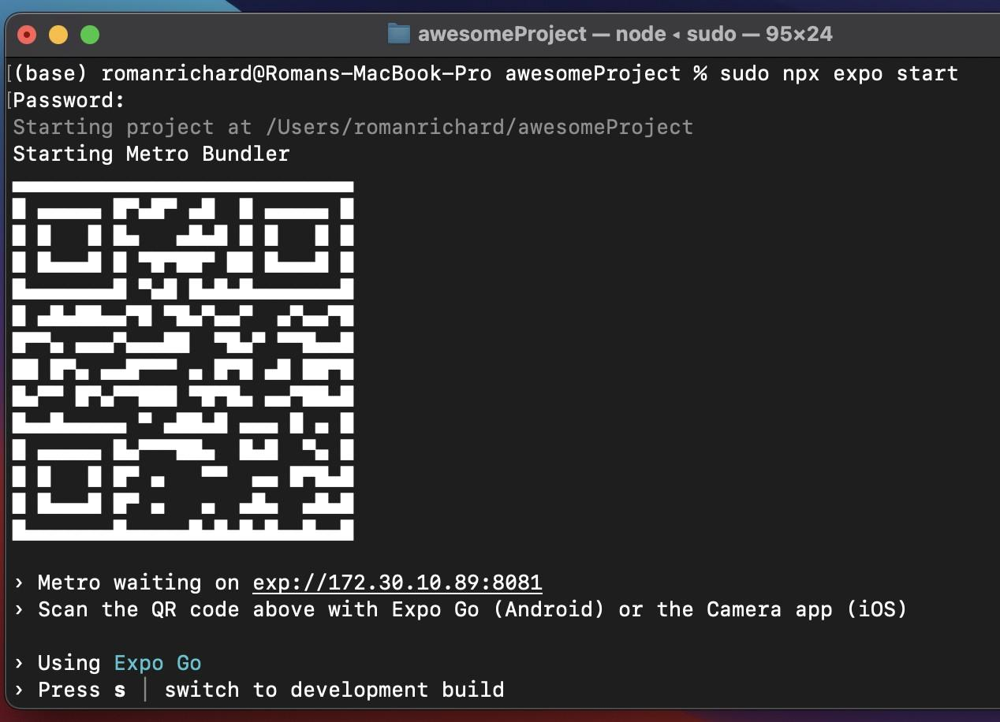 awesomeProject — node ◂ sudo — 95×24
[(base) romanrichard@Romans-MacBook-Pro awesomeProject % sudo npx expo start
[Password:
Starting project at /Users/romanrichard/awesomeProject
Starting Metro Bundler
› Metro waiting on exp://172.30.10.89:8081
› Scan the QR code above with Expo Go (Android) or the Camera app (iOS)
› Using Expo Go
› Press s │ switch to development build